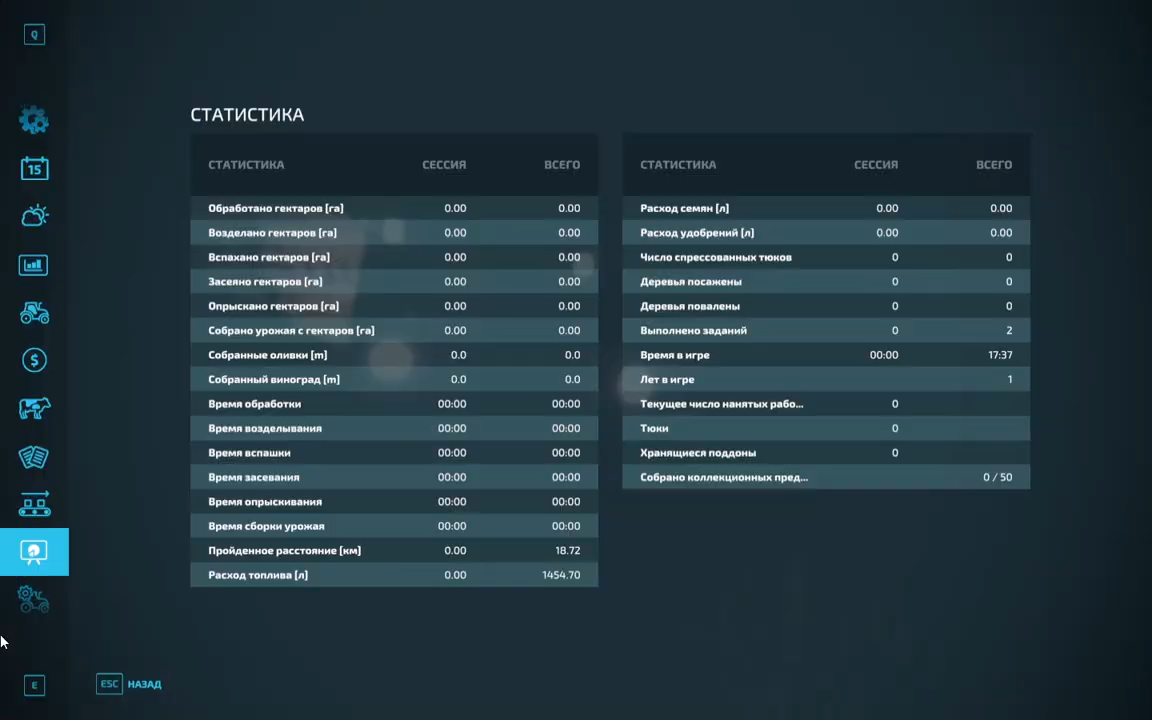 Q
15
СТАТИСТИКА
СТАТИСТИКА СЕССИЯ ВСЕГО
Обработано гектаров [га] 0.00 0.00
Возделано гектаров [га] 0.00 0.00
Вспахано гектаров [га] 0.00 0.00
Засеяно гектаров [га] 0.00 0.00
Опрыскано гектаров [га] 0.00 0.00
Собрано урожая с гектаров [га] 0.00 0.00
Собранные оливки [т] 0.0 0.0
Собранный виноград [т] 0.0 0.0
Время обработки 00:00 00:00
Время возделывания 00:00 00:00
Время вспашки 00:00 00:00
Время засевания 00:00 00:00
Время опрыскивания 00:00 00:00
Время сборки урожая 00:00 00:00
Пройденное расстояние [км] 0.00 18.72
Расход топлива [л] 0.00 1454.70
СТАТИСТИКА СЕССИЯ ВСЕГО
Расход семян [л] 0.00 0.00
Расход удобрений [л] 0.00 0.00
Число спрессованных тюков 0 0
Деревья посажены 0 0
Деревья повалены 0 0
Выполнено заданий 0 2
Время в игре 00:00 17:37
Лет в игре 1
Текущее число нанятых рабо... 0
Тюки 0
Хранящиеся поддоны 0
Собрано коллекционных пред... 0 / 50
E
ESC НАЗАД